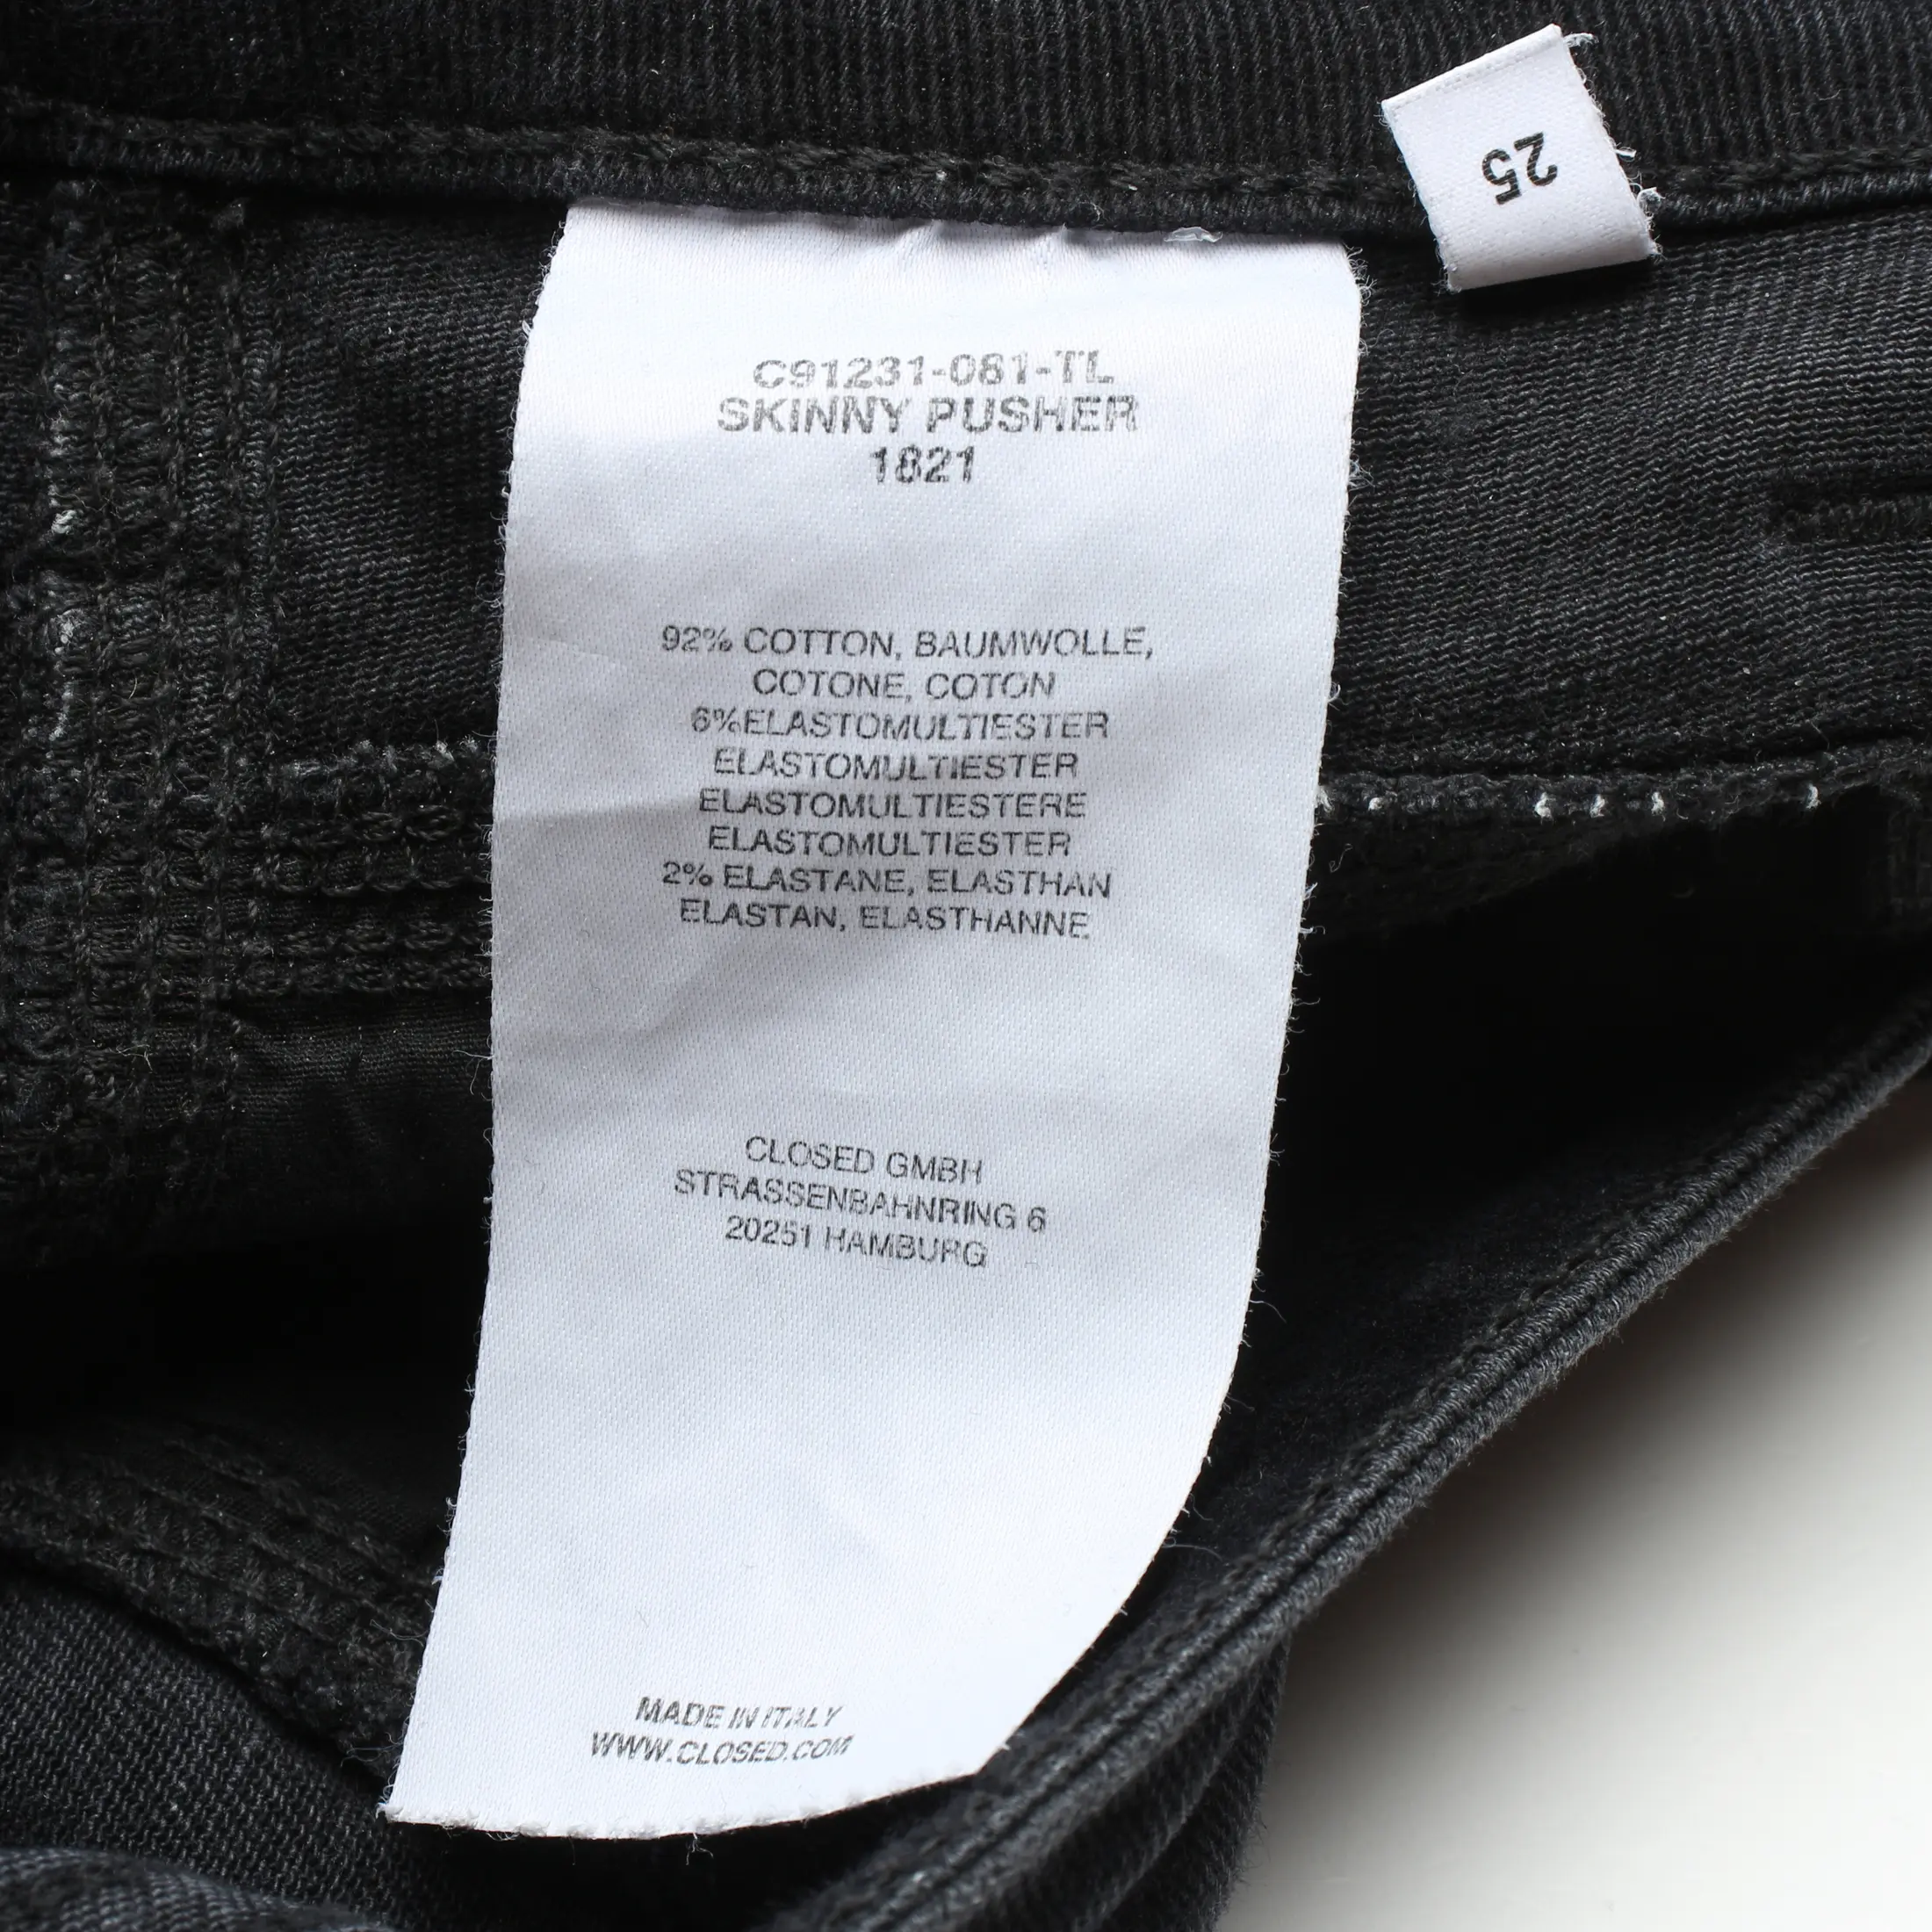 25
C91231-081-TL
SKINNY PUSHER
1821
92% COTTON, BAUMWOLLE,
COTONE, COTON
6%ELASTOMULTIESTER
ELASTOMULTIESTER
ELASTOMULTIESTERE
ELASTOMULTIESTER
2% ELASTANE, ELASTHAN
ELASTAN, ELASTHANNE
CLOSED GMBH
STRASSENBAHNRING 6
20251 HAMBURG
MADE IN ITALY
WWW.CLOSED.COM